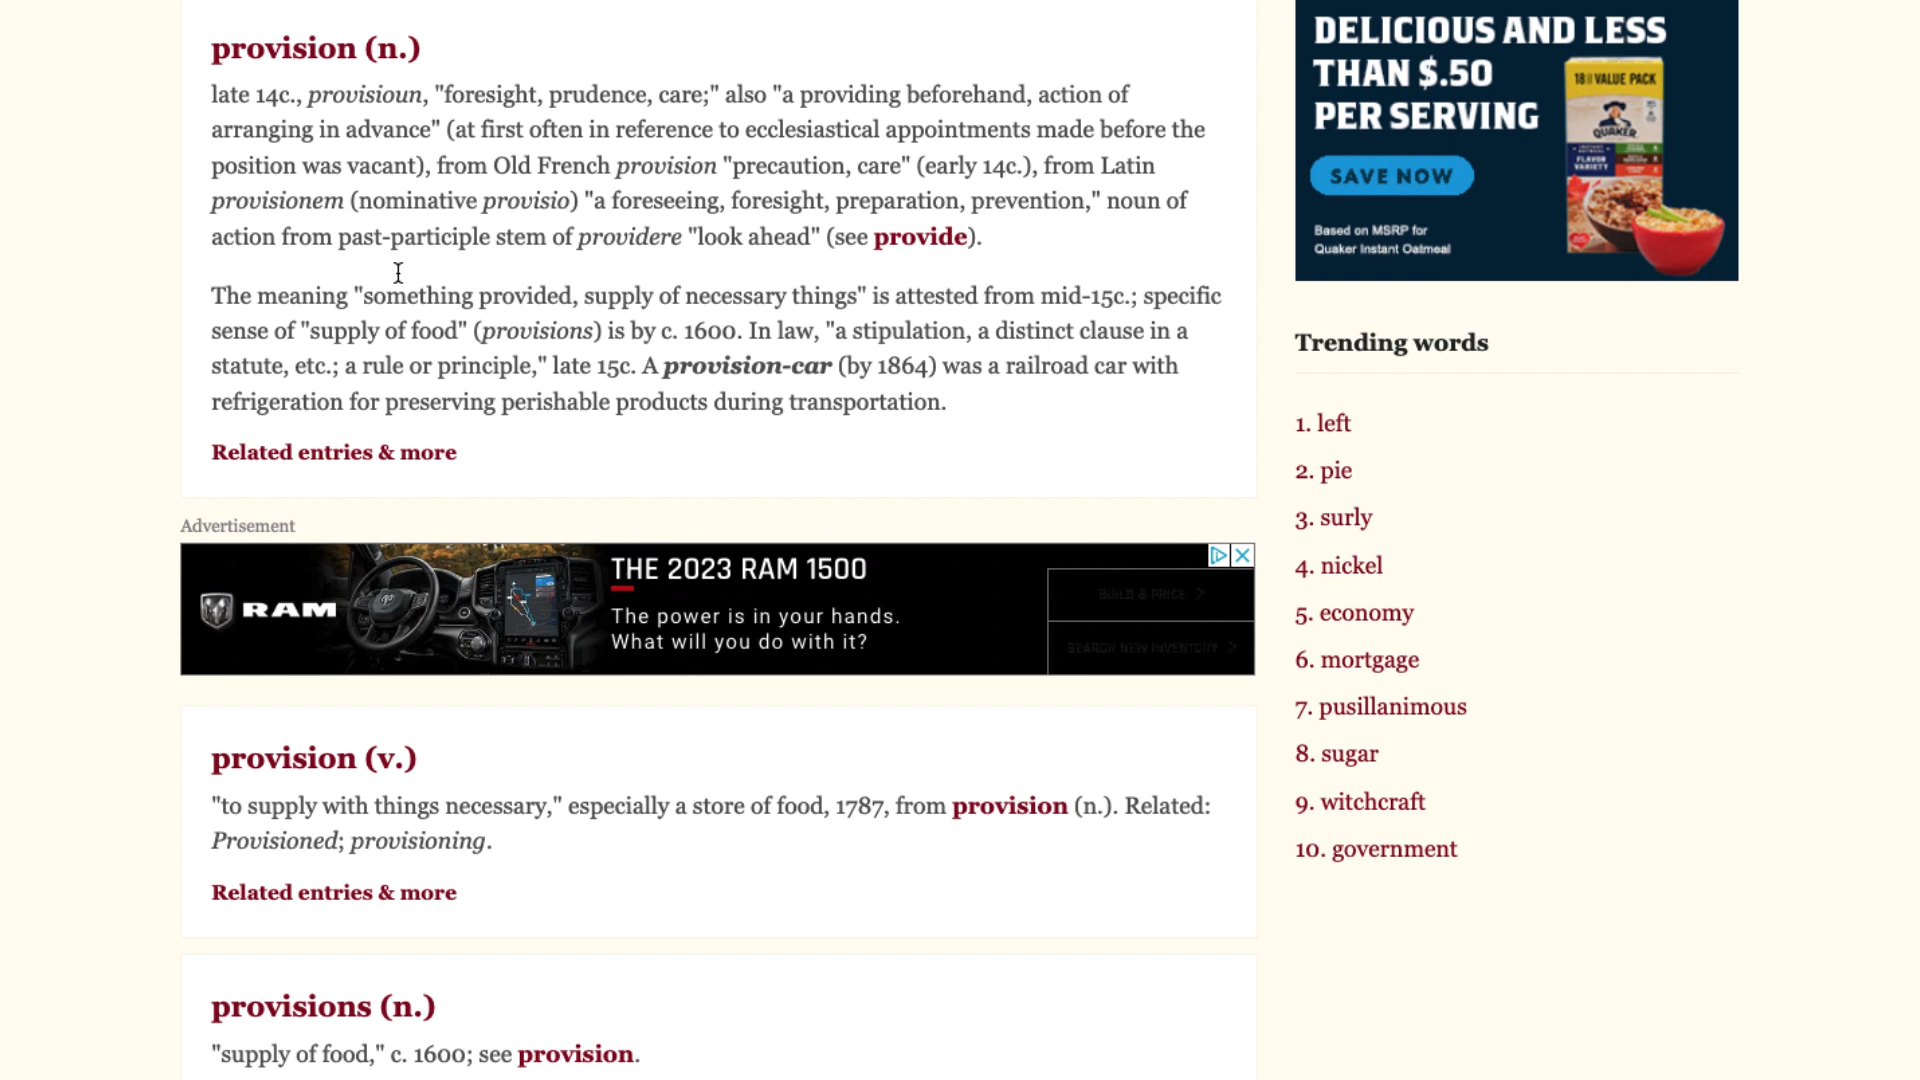 provision (n.)
late 14c., provisioun, "foresight, prudence, care;" also "a providing beforehand, action of
arranging in advance" (at first often in reference to ecclesiastical appointments made before the
position was vacant), from Old French provision "precaution, care" (early 14c.), from Latin
provisionem (nominative provisio) "a foreseeing, foresight, preparation, prevention," noun of
action from past-participle stem of providere "look ahead" (see provide).
The meaning "something provided, supply of necessary things" is attested from mid-15c.; specific
sense of "supply of food" (provisions) is by c. 1600. In law, "a stipulation, a distinct clause in a
statute, etc.; a rule or principle," late 15c. A provision-car (by 1864) was a railroad car with
refrigeration for preserving perishable products during transportation.
Related entries & more
Advertisement
RAM
THE 2023 RAM 1500
The power is in your hands.
What will you do with it?
BUILD & PRICE >
SEARCH NEW INVENTORY >
provision (v.)
"to supply with things necessary," especially a store of food, 1787, from provision (n.). Related:
Provisioned; provisioning.
Related entries & more
provisions (n.)
"supply of food," c. 1600; see provision.
DELICIOUS AND LESS
THAN $.50
PER SERVING
SAVE NOW
Based on MSRP for
Quaker Instant Oatmeal
18 VALUE PACK
QUAKER
FLAVOR
VARIETY
Trending words
1. left
2. pie
3. surly
4. nickel
5. economy
6. mortgage
7. pusillanimous
8. sugar
9. witchcraft
10. government